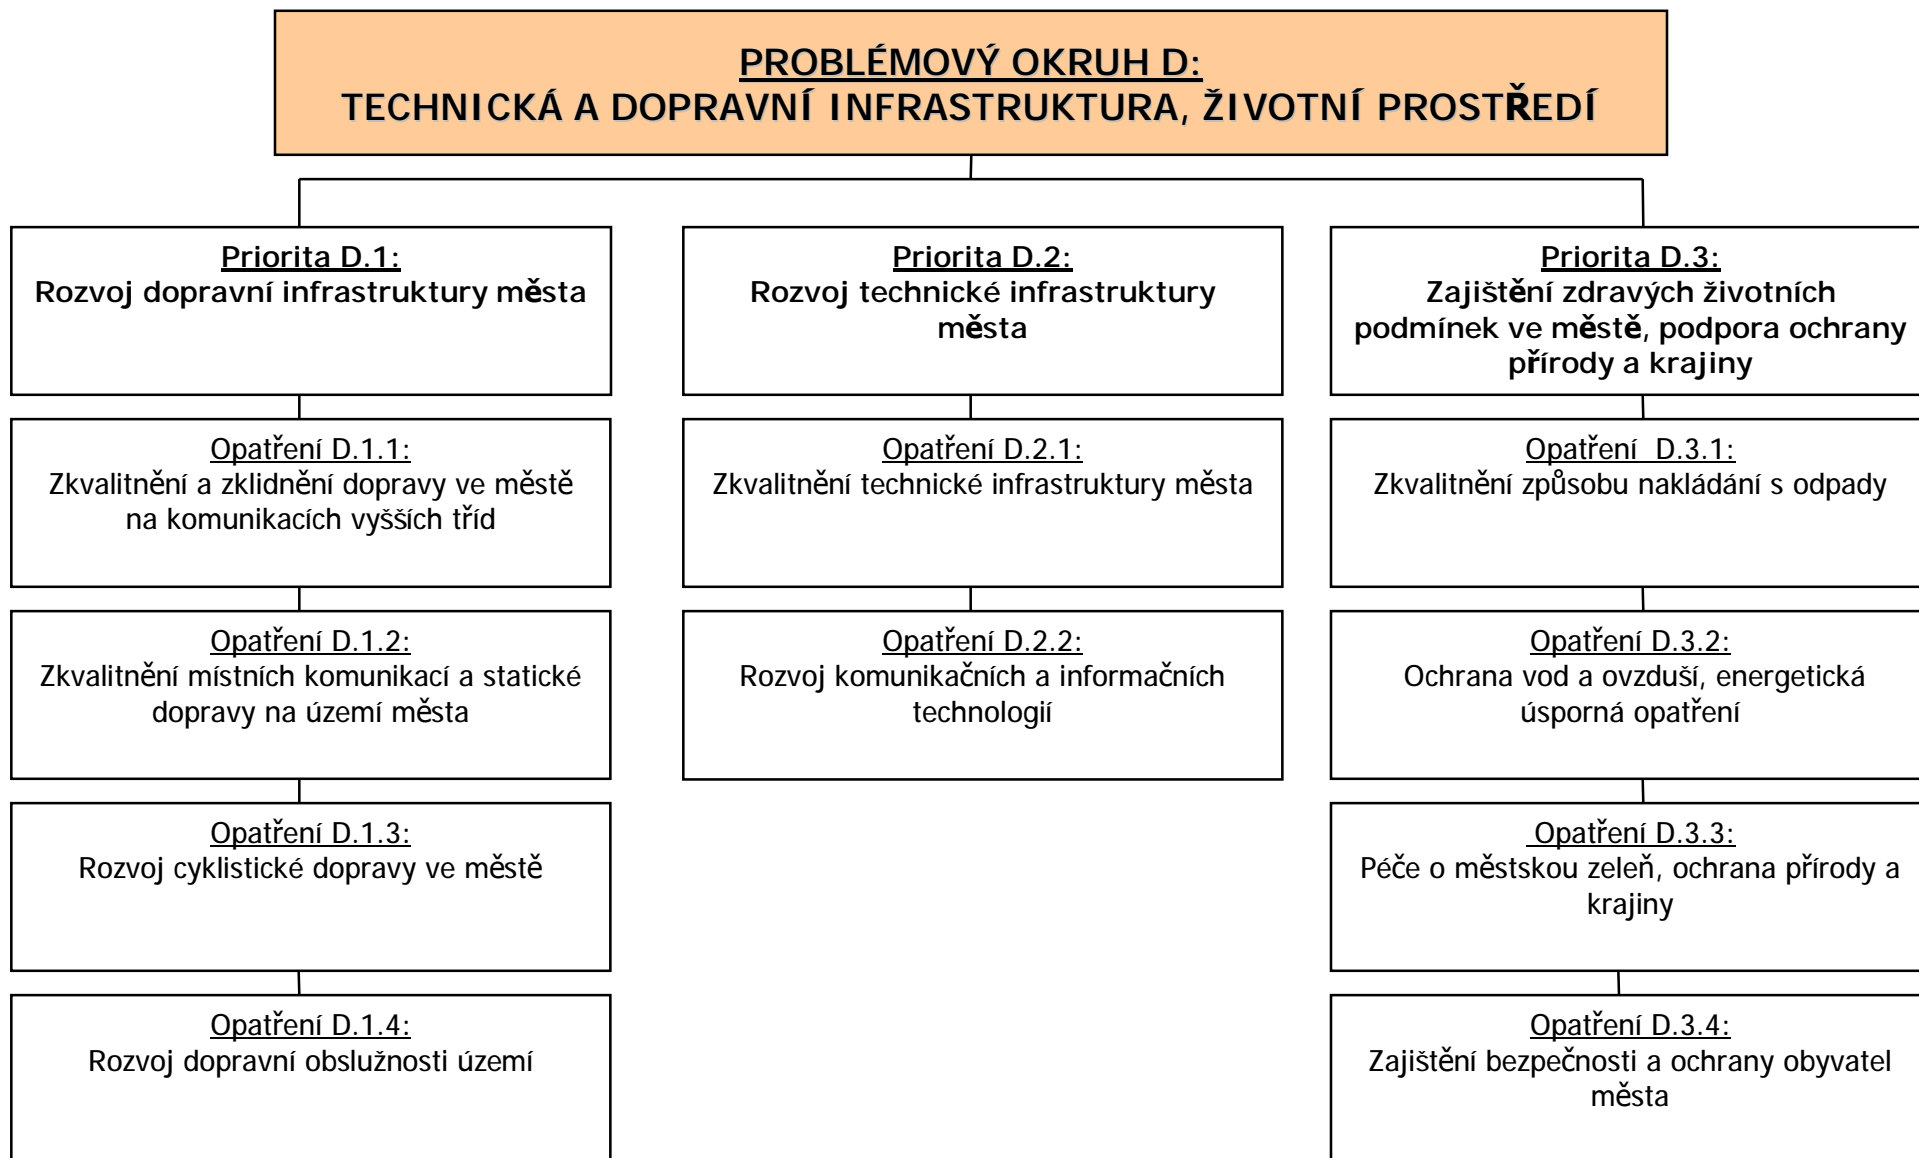 PROBLÉMOVÝ OKRUH D:
TECHNICKÁ A DOPRAVNÍ INFRASTRUKTURA, ŽIVOTNÍ PROSTŘEDÍ
Priorita D.1:
Rozvoj dopravní infrastruktury města
Priorita D.2:
Rozvoj technické infrastruktury
města
Priorita D.3:
Zajištění zdravých životních
podmínek ve městě, podpora ochrany
přírody a krajiny
Opatření D.1.1:
Zkvalitnění a zklidnění dopravy ve městě
na komunikacích vyšších tříd
Opatření D.2.1:
Zkvalitnění technické infrastruktury města
Opatření D.3.1:
Zkvalitnění způsobu nakládání s odpady
Opatření D.1.2:
Zkvalitnění místních komunikací a statické
dopravy na území města
Opatření D.2.2:
Rozvoj komunikačních a informačních
technologií
Opatření D.3.2:
Ochrana vod a ovzduší, energetická
úsporná opatření
Opatření D.1.3:
Rozvoj cyklistické dopravy ve městě
Opatření D.3.3:
Péče o městskou zeleň, ochrana přírody a
krajiny
Opatření D.1.4:
Rozvoj dopravní obslužnosti území
Opatření D.3.4:
Zajištění bezpečnosti a ochrany obyvatel
města